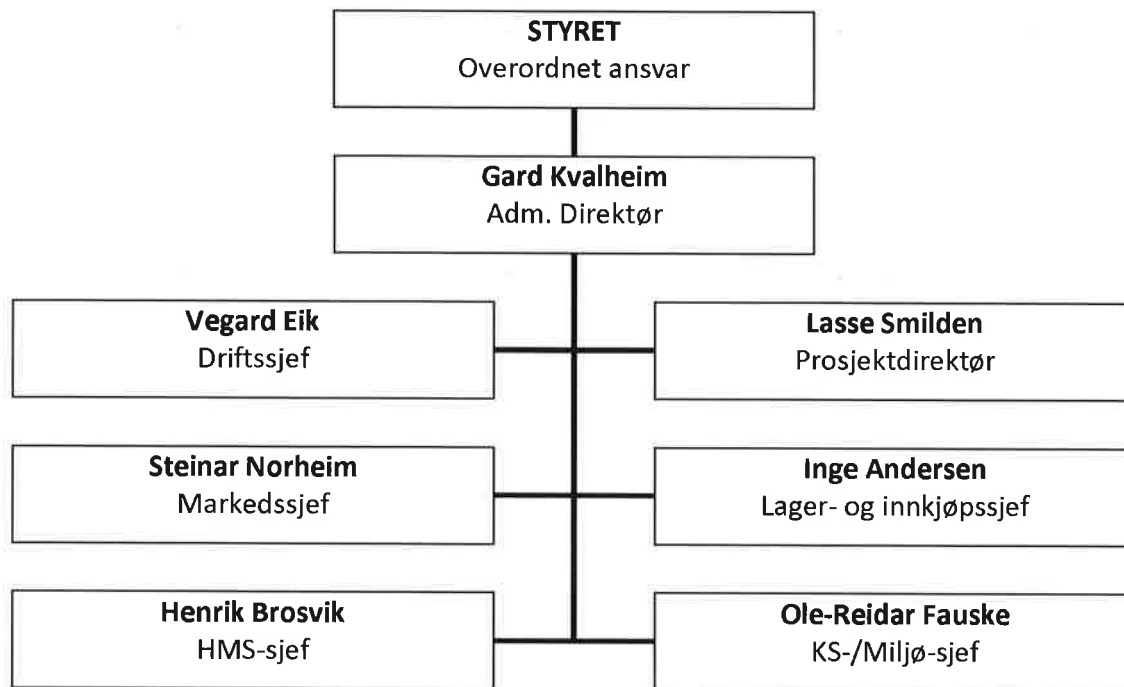 STYRET
Overordnet ansvar
Gard Kvalheim
Adm. Direktør
Vegard Eik
Driftssjef
Lasse Smilden
Prosjektdirektør
Steinar Norheim
Markedssjef
Inge Andersen
Lager- og innkjøpssjef
Henrik Brosvik
HMS-sjef
Ole-Reidar Fauske
KS-/Miljø-sjef